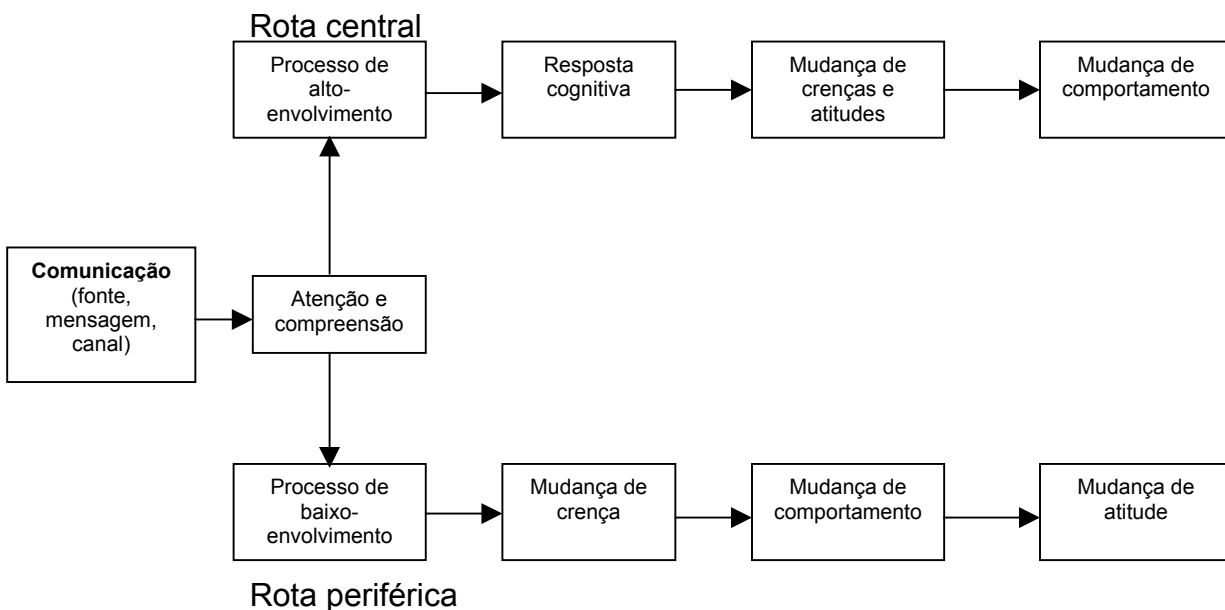 Rota central
Processo de
alto-
envolvimento
Resposta
cognitiva
Mudança de
crenças e
atitudes
Mudança de
comportamento
Comunicação
(fonte,
mensagem,
canal)
Atenção e
compreensão
Processo de
baixo-
envolvimento
Mudança de
crença
Mudança de
comportamento
Mudança de
atitude
Rota periférica